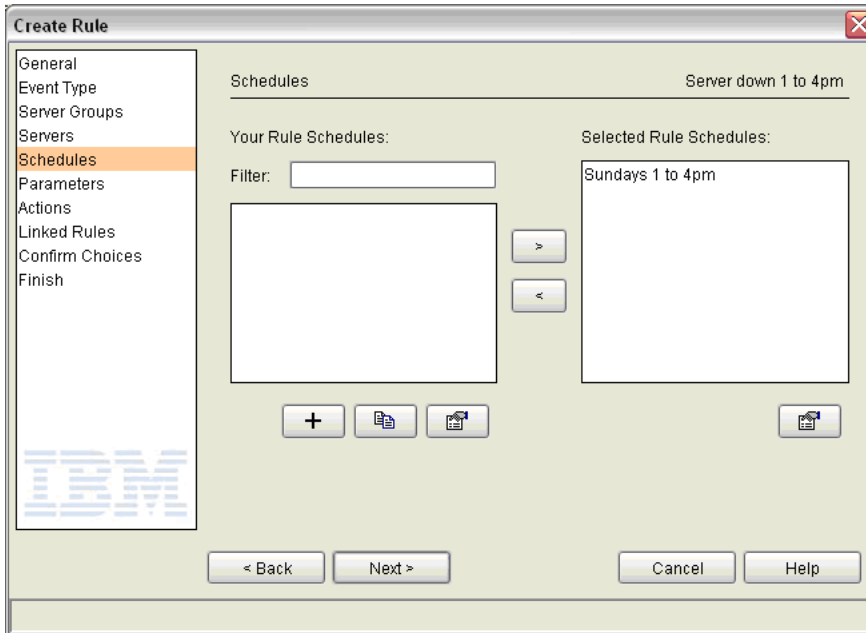 Create Rule
General
Event Type
Server Groups
Servers
Schedules
Parameters
Actions
Linked Rules
Confirm Choices
Finish
IBM
Schedules
Server down 1 to 4pm
Your Rule Schedules:
Filter:
>
<
+
Selected Rule Schedules:
Sundays 1 to 4pm
< Back
Next >
Cancel
Help